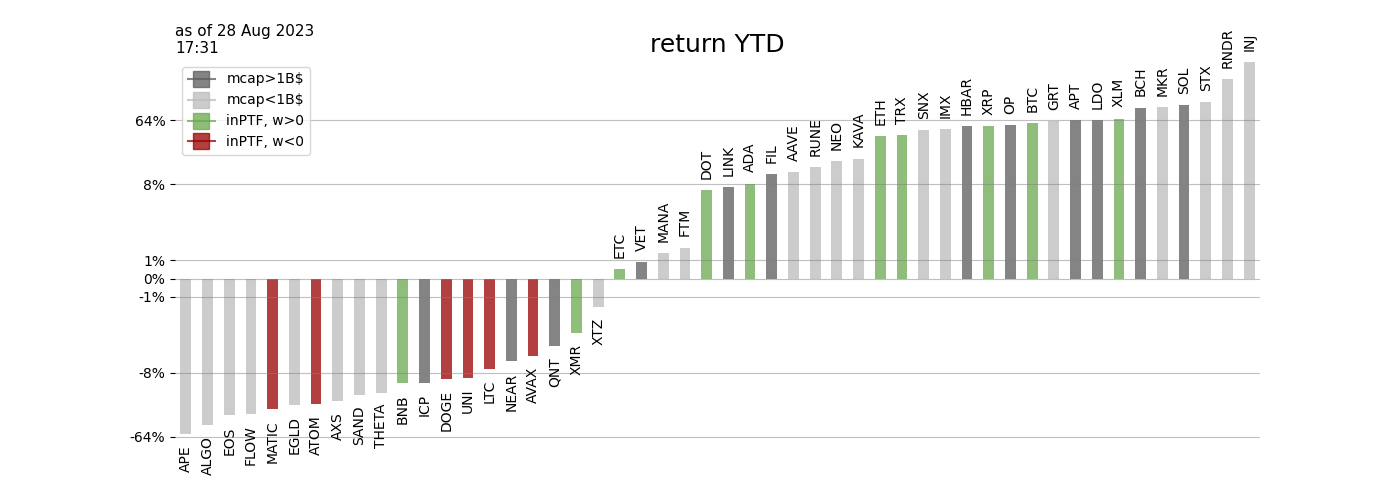 as of 28 Aug 2023
17:31
return YTD
mcap>1B$
mcap<1B$
inPTF, w>0
inPTF, w<0
64%
8%
1%
0%
-1%
-8%
-64%
APE
ALGO
EOS
FLOW
MATIC
EGLD
ATOM
AXS
SAND
THETA
BNB
ICP
DOGE
UNI
LTC
NEAR
AVAX
QNT
XMR
XTZ
ETC
VET
MANA
FTM
DOT
LINK
ADA
FIL
AAVE
RUNE
NEO
KAVA
ETH
TRX
SNX
IMX
HBAR
XRP
OP
BTC
GRT
APT
LDO
XLM
BCH
MKR
SOL
STX
RNDR
INJ